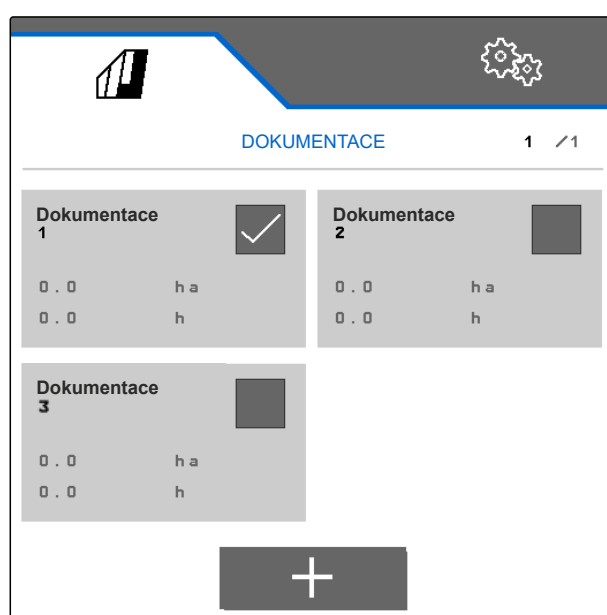 DOKUMENTACE 1 /1
Dokumentace
1
0.0 ha
0.0 h
Dokumentace
2
0.0 ha
0.0 h
Dokumentace
3
0.0 ha
0.0 h
+